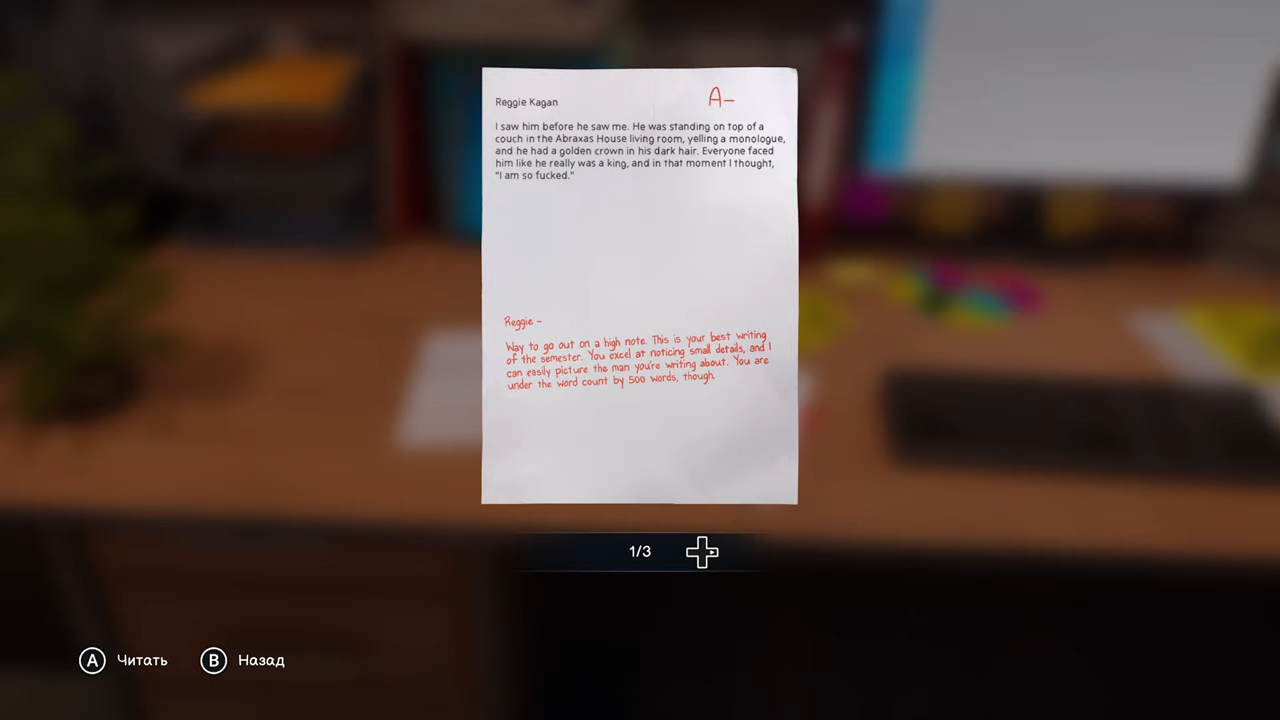 Reggie Kagan
A-
I saw him before he saw me. He was standing on top of a
couch in the Abraxas House living room, yelling a monologue,
and he had a golden crown in his dark hair. Everyone faced
him like he really was a king, and in that moment I thought,
"I am so fucked."
Reggie -
Way to go out on a high note. This is your best writing
of the semester. You excel at noticing small details, and I
can easily picture the man you're writing about. You are
under the word count by 500 words, though.
1/3
A Читать B Назад